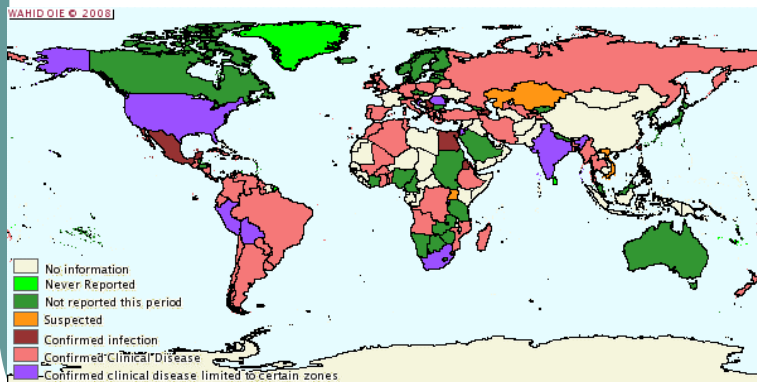 WAHID OIE © 2008
No information
Never Reported
Not reported this period
Suspected
Confirmed infection
Confirmed Clinical Disease
Confirmed clinical disease limited to certain zones